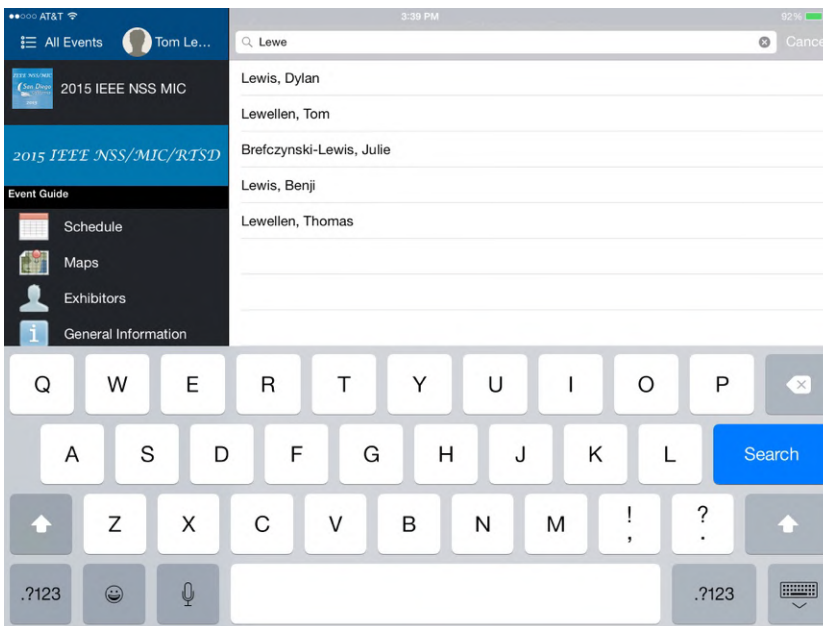 AT&T 3:39 PM 92%
All Events Tom Le... Lewe Cance
2015 IEEE NSS MIC
2015 IEEE NSS/MIC/RTSD
Event Guide
Schedule
Maps
Exhibitors
General Information
Lewis, Dylan
Lewellen, Tom
Brefczynski-Lewis, Julie
Lewis, Benji
Lewellen, Thomas
Q W E R T Y U I O P
A S D F G H J K L Search
Z X C V B N M ! , ? .
.?123 .?123